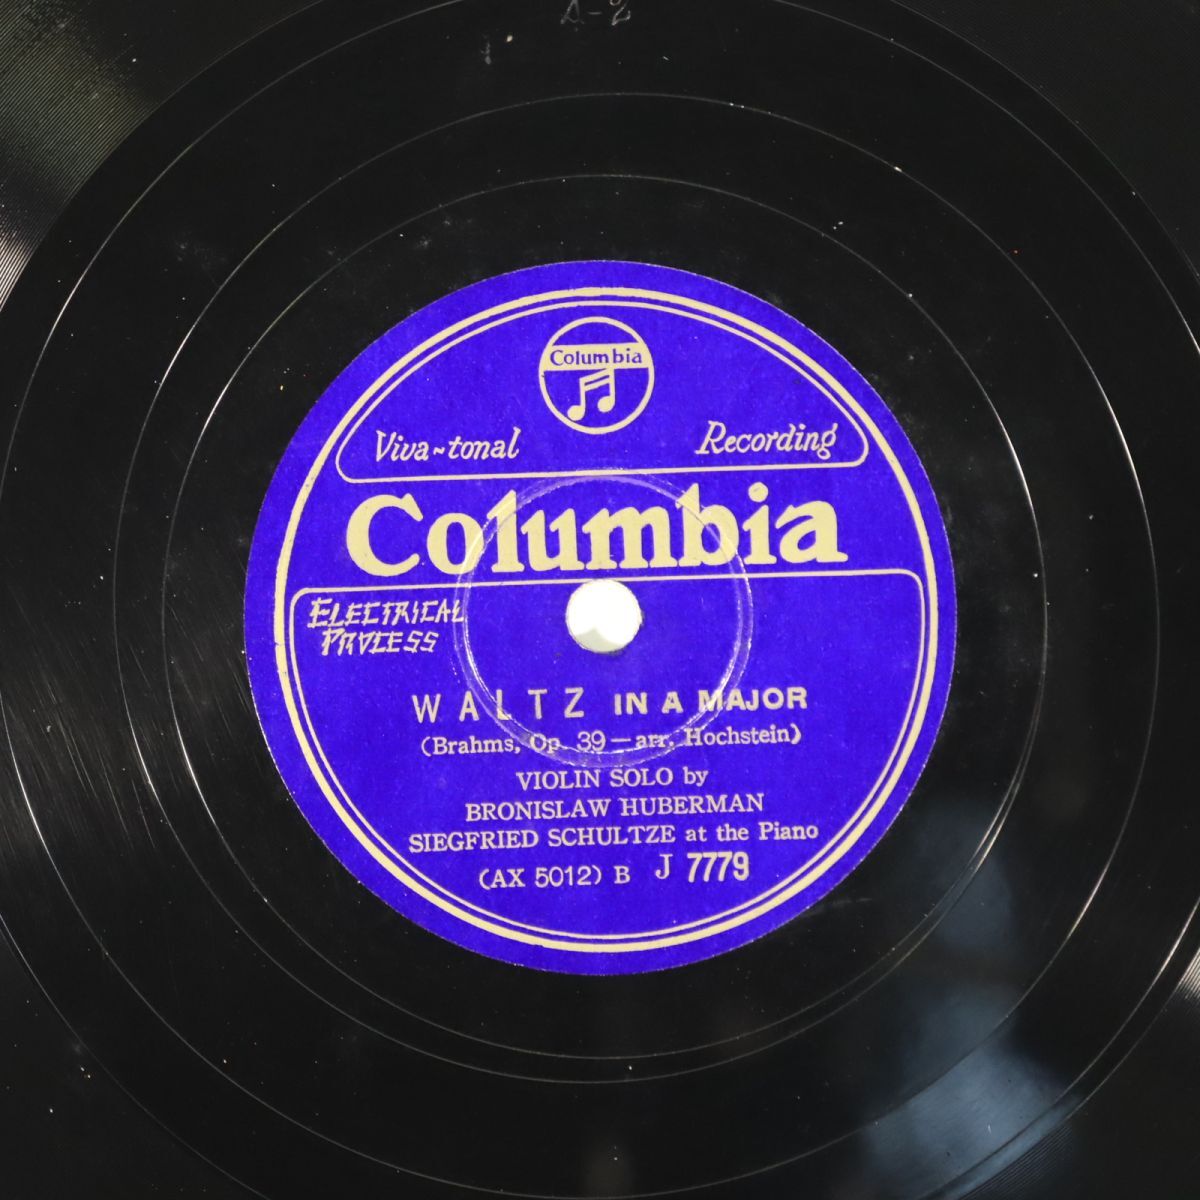 A-2
Columbia
Viva-tonal Recording
Columbia
ELECTRICAL
PROCESS
WALTZ IN A MAJOR
(Brahms, Op. 39 — arr. Hochstein)
VIOLIN SOLO by
BRONISLAW HUBERMAN
SIEGFRIED SCHULTZE at the Piano
(AX 5012) B J 7779